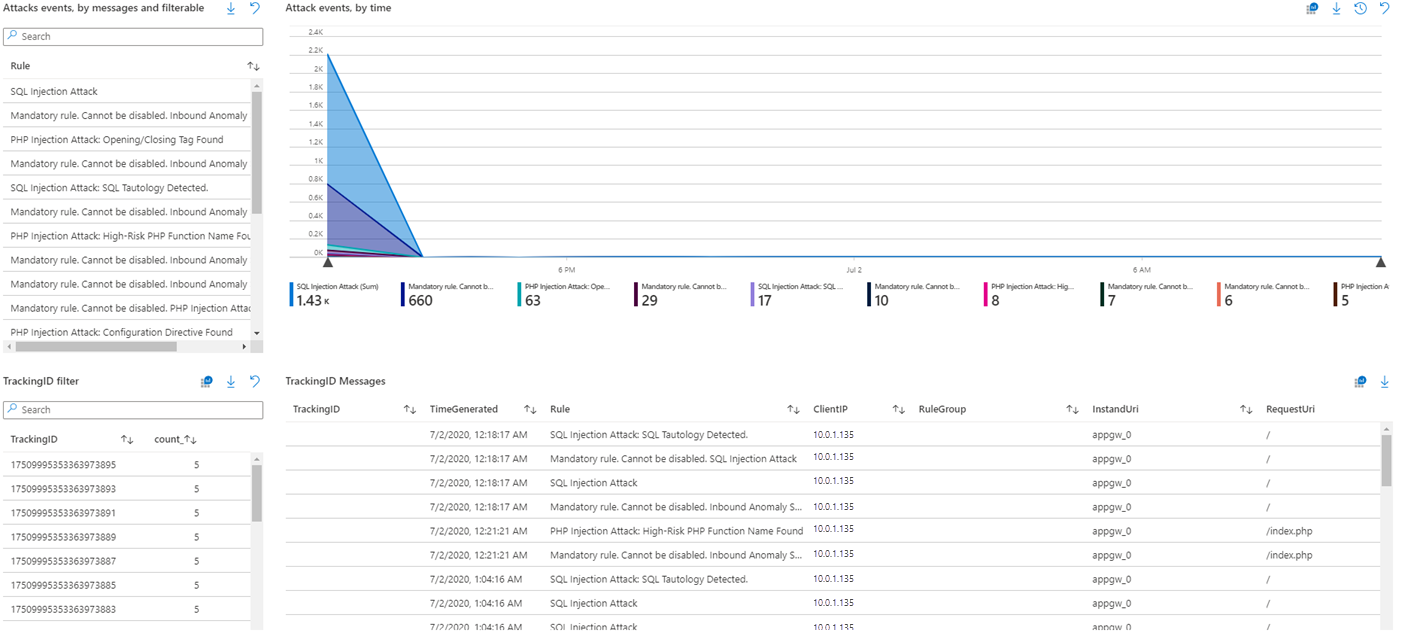 Attacks events, by messages and filterable
Search
Rule
SQL Injection Attack
Mandatory rule. Cannot be disabled. Inbound Anomaly
PHP Injection Attack: Opening/Closing Tag Found
Mandatory rule. Cannot be disabled. Inbound Anomaly
SQL Injection Attack: SQL Tautology Detected.
Mandatory rule. Cannot be disabled. Inbound Anomaly
PHP Injection Attack: High-Risk PHP Function Name Fou
Mandatory rule. Cannot be disabled. Inbound Anomaly
Mandatory rule. Cannot be disabled. Inbound Anomaly
Mandatory rule. Cannot be disabled. PHP Injection Attac
PHP Injection Attack: Configuration Directive Found
Attack events, by time
2.4K
2.2K
2K
1.8K
1.6K
1.4K
1.2K
1K
0.8K
0.6K
0.4K
0.2K
0K
6 PM Jul 2 6 AM
SQL Injection Attack (Sum) Mandatory rule. Cannot b... PHP Injection Attack: Ope... Mandatory rule. Cannot b... SQL Injection Attack: SQL ... Mandatory rule. Cannot b... PHP Injection Attack: Hig... Mandatory rule. Cannot b... Mandatory rule. Cannot b... PHP Injection A
1.43 K 660 63 29 17 10 8 7 6 5
TrackingID filter
Search
TrackingID count_
17509995353363973895 5
17509995353363973893 5
17509995353363973891 5
17509995353363973889 5
17509995353363973887 5
17509995353363973885 5
17509995353363973883 5
TrackingID Messages
TrackingID TimeGenerated Rule ClientIP RuleGroup InstandUri RequestUri
7/2/2020, 12:18:17 AM SQL Injection Attack: SQL Tautology Detected. 10.0.1.135 appgw_0 /
7/2/2020, 12:18:17 AM Mandatory rule. Cannot be disabled. SQL Injection Attack 10.0.1.135 appgw_0 /
7/2/2020, 12:18:17 AM SQL Injection Attack 10.0.1.135 appgw_0 /
7/2/2020, 12:18:17 AM Mandatory rule. Cannot be disabled. Inbound Anomaly S... 10.0.1.135 appgw_0 /
7/2/2020, 12:21:21 AM PHP Injection Attack: High-Risk PHP Function Name Found 10.0.1.135 appgw_0 /index.php
7/2/2020, 12:21:21 AM Mandatory rule. Cannot be disabled. Inbound Anomaly S... 10.0.1.135 appgw_0 /index.php
7/2/2020, 1:04:16 AM SQL Injection Attack: SQL Tautology Detected. 10.0.1.135 appgw_0 /
7/2/2020, 1:04:16 AM SQL Injection Attack 10.0.1.135 appgw_0 /
7/2/2020, 1:04:16 AM SQL Injection Attack 10.0.1.135 appgw_0 /